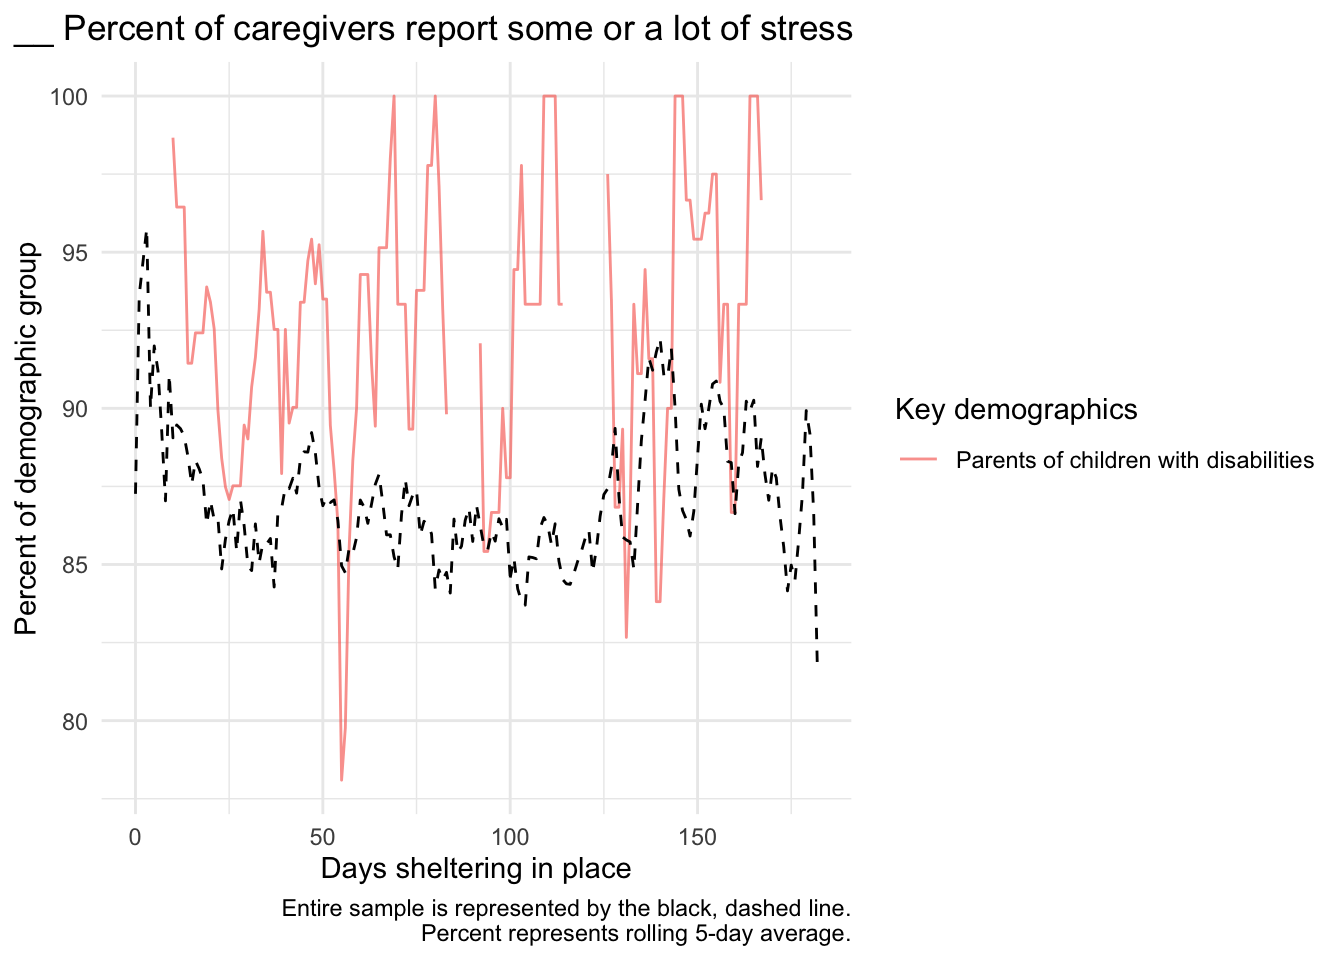 __ Percent of caregivers report some or a lot of stress
Percent of demographic group
100
95
90
85
80
0 50 100 150
Days sheltering in place
Key demographics
Parents of children with disabilities
Entire sample is represented by the black, dashed line.
Percent represents rolling 5-day average.